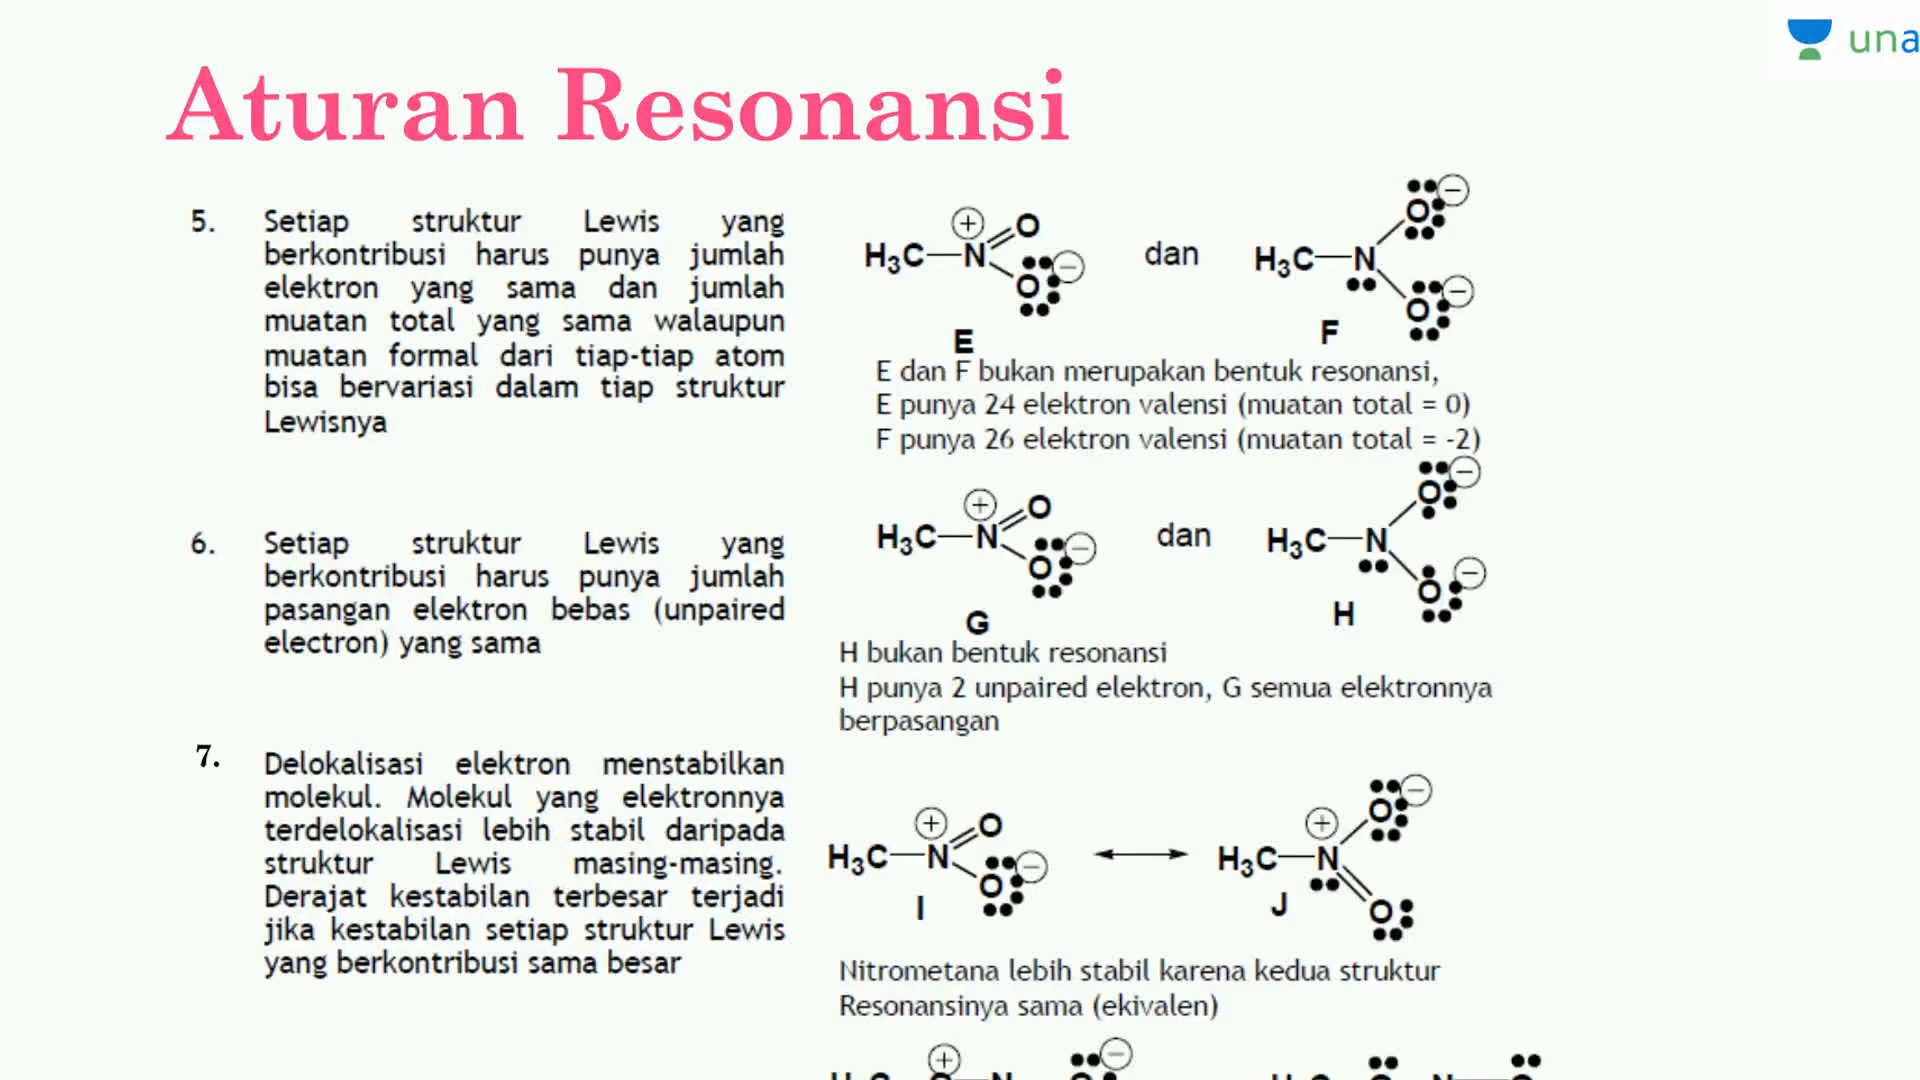 una
Aturan Resonansi
5. Setiap struktur Lewis yang
berkontribusi harus punya jumlah
elektron yang sama dan jumlah
muatan total yang sama walaupun
muatan formal dari tiap-tiap atom
bisa bervariasi dalam tiap struktur
Lewisnya
H₃C N O O dan H₃C N O O
E F
E dan F bukan merupakan bentuk resonansi,
E punya 24 elektron valensi (muatan total = 0)
F punya 26 elektron valensi (muatan total = -2)
6. Setiap struktur Lewis yang
berkontribusi harus punya jumlah
pasangan elektron bebas (unpaired
electron) yang sama
H₃C N O O dan H₃C N O O
G H
H bukan bentuk resonansi
H punya 2 unpaired elektron, G semua elektronnya
berpasangan
7. Delokalisasi elektron menstabilkan
molekul. Molekul yang elektronnya
terdelokalisasi lebih stabil daripada
struktur Lewis masing-masing.
Derajat kestabilan terbesar terjadi
jika kestabilan setiap struktur Lewis
yang berkontribusi sama besar
H₃C N O O H₃C N O O
I J
Nitrometana lebih stabil karena kedua struktur
Resonansinya sama (ekivalen)